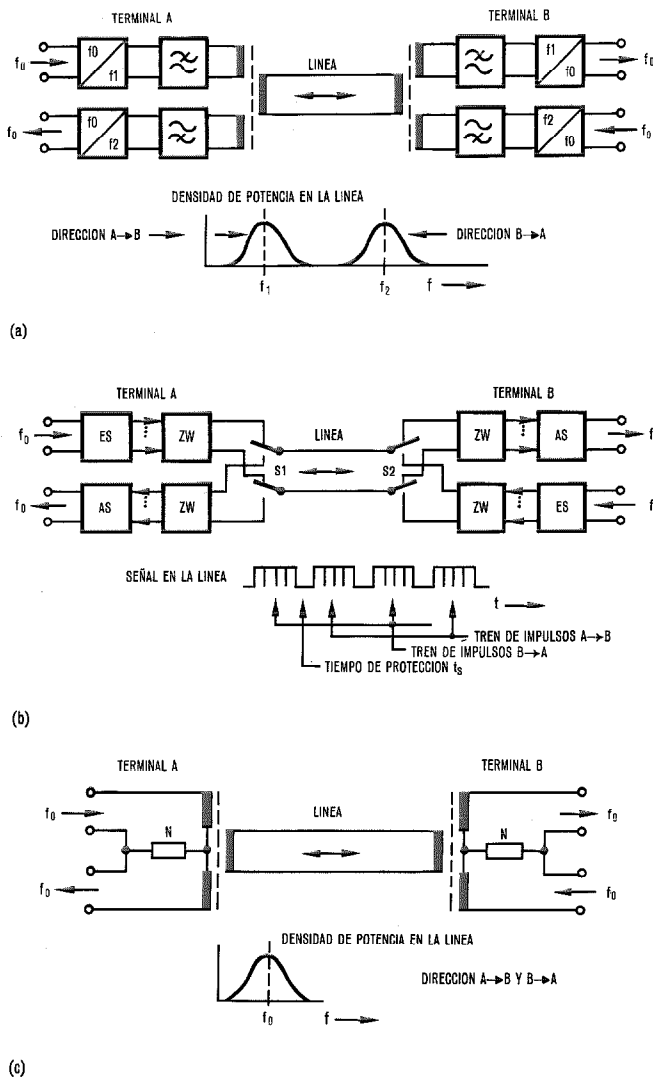 TERMINAL A
TERMINAL B
f0
f0 f1
LINEA
f1 f0
f0
f0
f0 f2
f2 f0
f0
DENSIDAD DE POTENCIA EN LA LINEA
DIRECCION A→B
DIRECCION B→A
f1 f2 f
(a)
TERMINAL A
TERMINAL B
f0 ES ZW LINEA ZW AS f
S1 S2
f0 AS ZW ZW ES f
SEÑAL EN LA LINEA
t
TREN DE IMPULSOS A→B
TREN DE IMPULSOS B→A
TIEMPO DE PROTECCION ts
(b)
TERMINAL A
TERMINAL B
f0 LINEA f0
N N
f0 f0
DENSIDAD DE POTENCIA EN LA LINEA
DIRECCION A→B Y B→A
f0 f
(c)